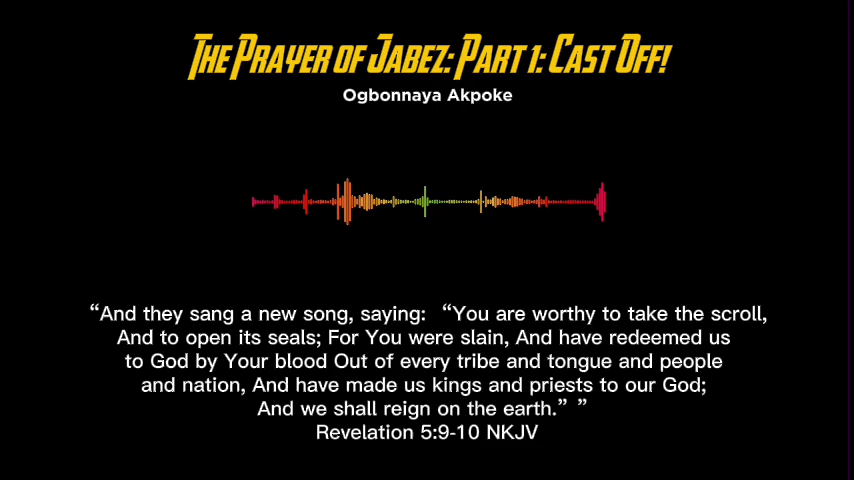 The Prayer of Jabez: Part 1: Cast Off!
Ogbonnaya Akpoke
“And they sang a new song, saying: “You are worthy to take the scroll,
And to open its seals; For You were slain, And have redeemed us
to God by Your blood Out of every tribe and tongue and people
and nation, And have made us kings and priests to our God;
And we shall reign on the earth.” ”
Revelation 5:9-10 NKJV